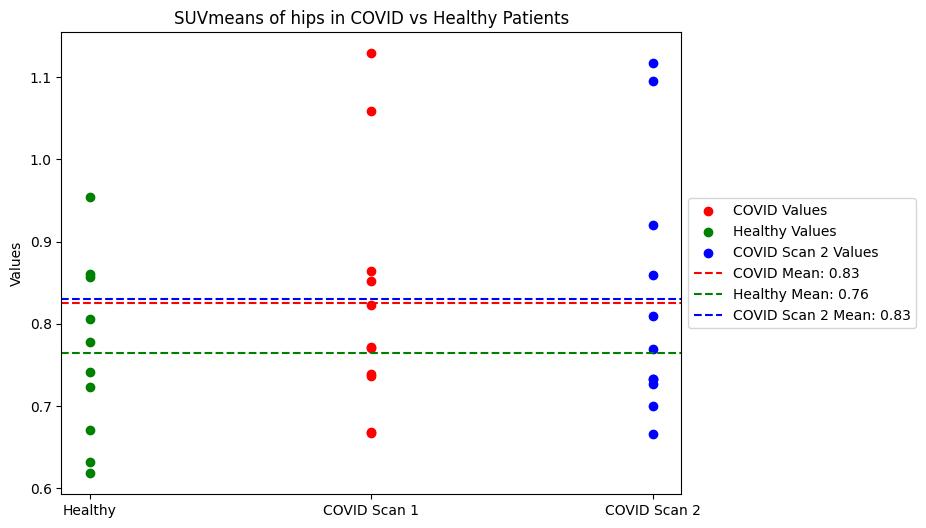 SUVmeans of hips in COVID vs Healthy Patients
Values
1.1
1.0
0.9
0.8
0.7
0.6
Healthy
COVID Scan 1
COVID Scan 2
COVID Values
Healthy Values
COVID Scan 2 Values
COVID Mean: 0.83
Healthy Mean: 0.76
COVID Scan 2 Mean: 0.83